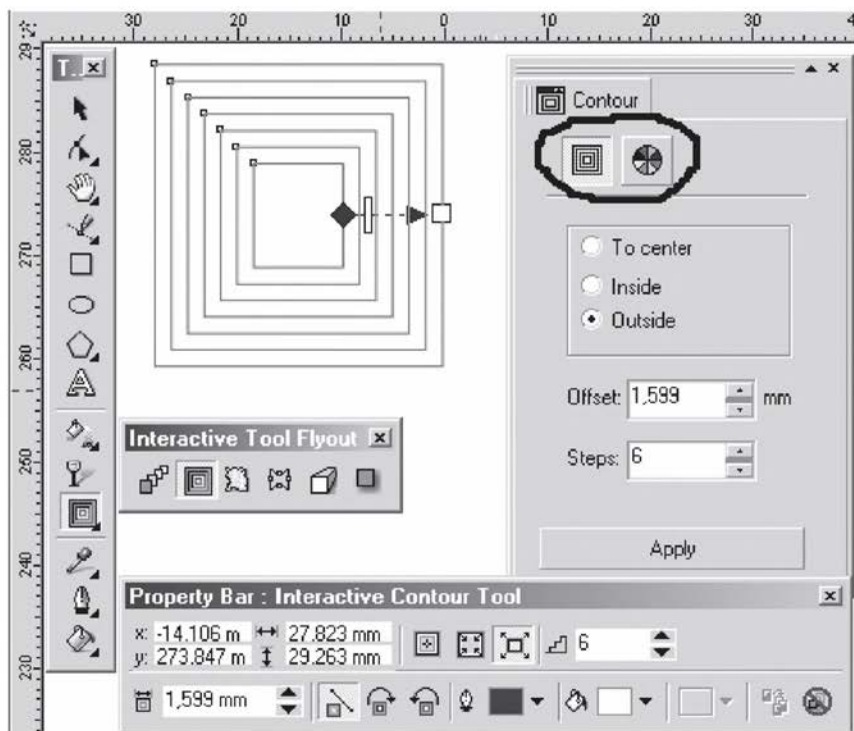 30 20 10 0 10 20 30 4
29
280
270
260
250
240
230
T..
Contour
To center
Inside
Outside
Offset: 1,599 mm
Steps: 6
Apply
Interactive Tool Flyout
Property Bar : Interactive Contour Tool
x: -14.106 m 27.823 mm
y: 273.847 m 29.263 mm
6
1,599 mm